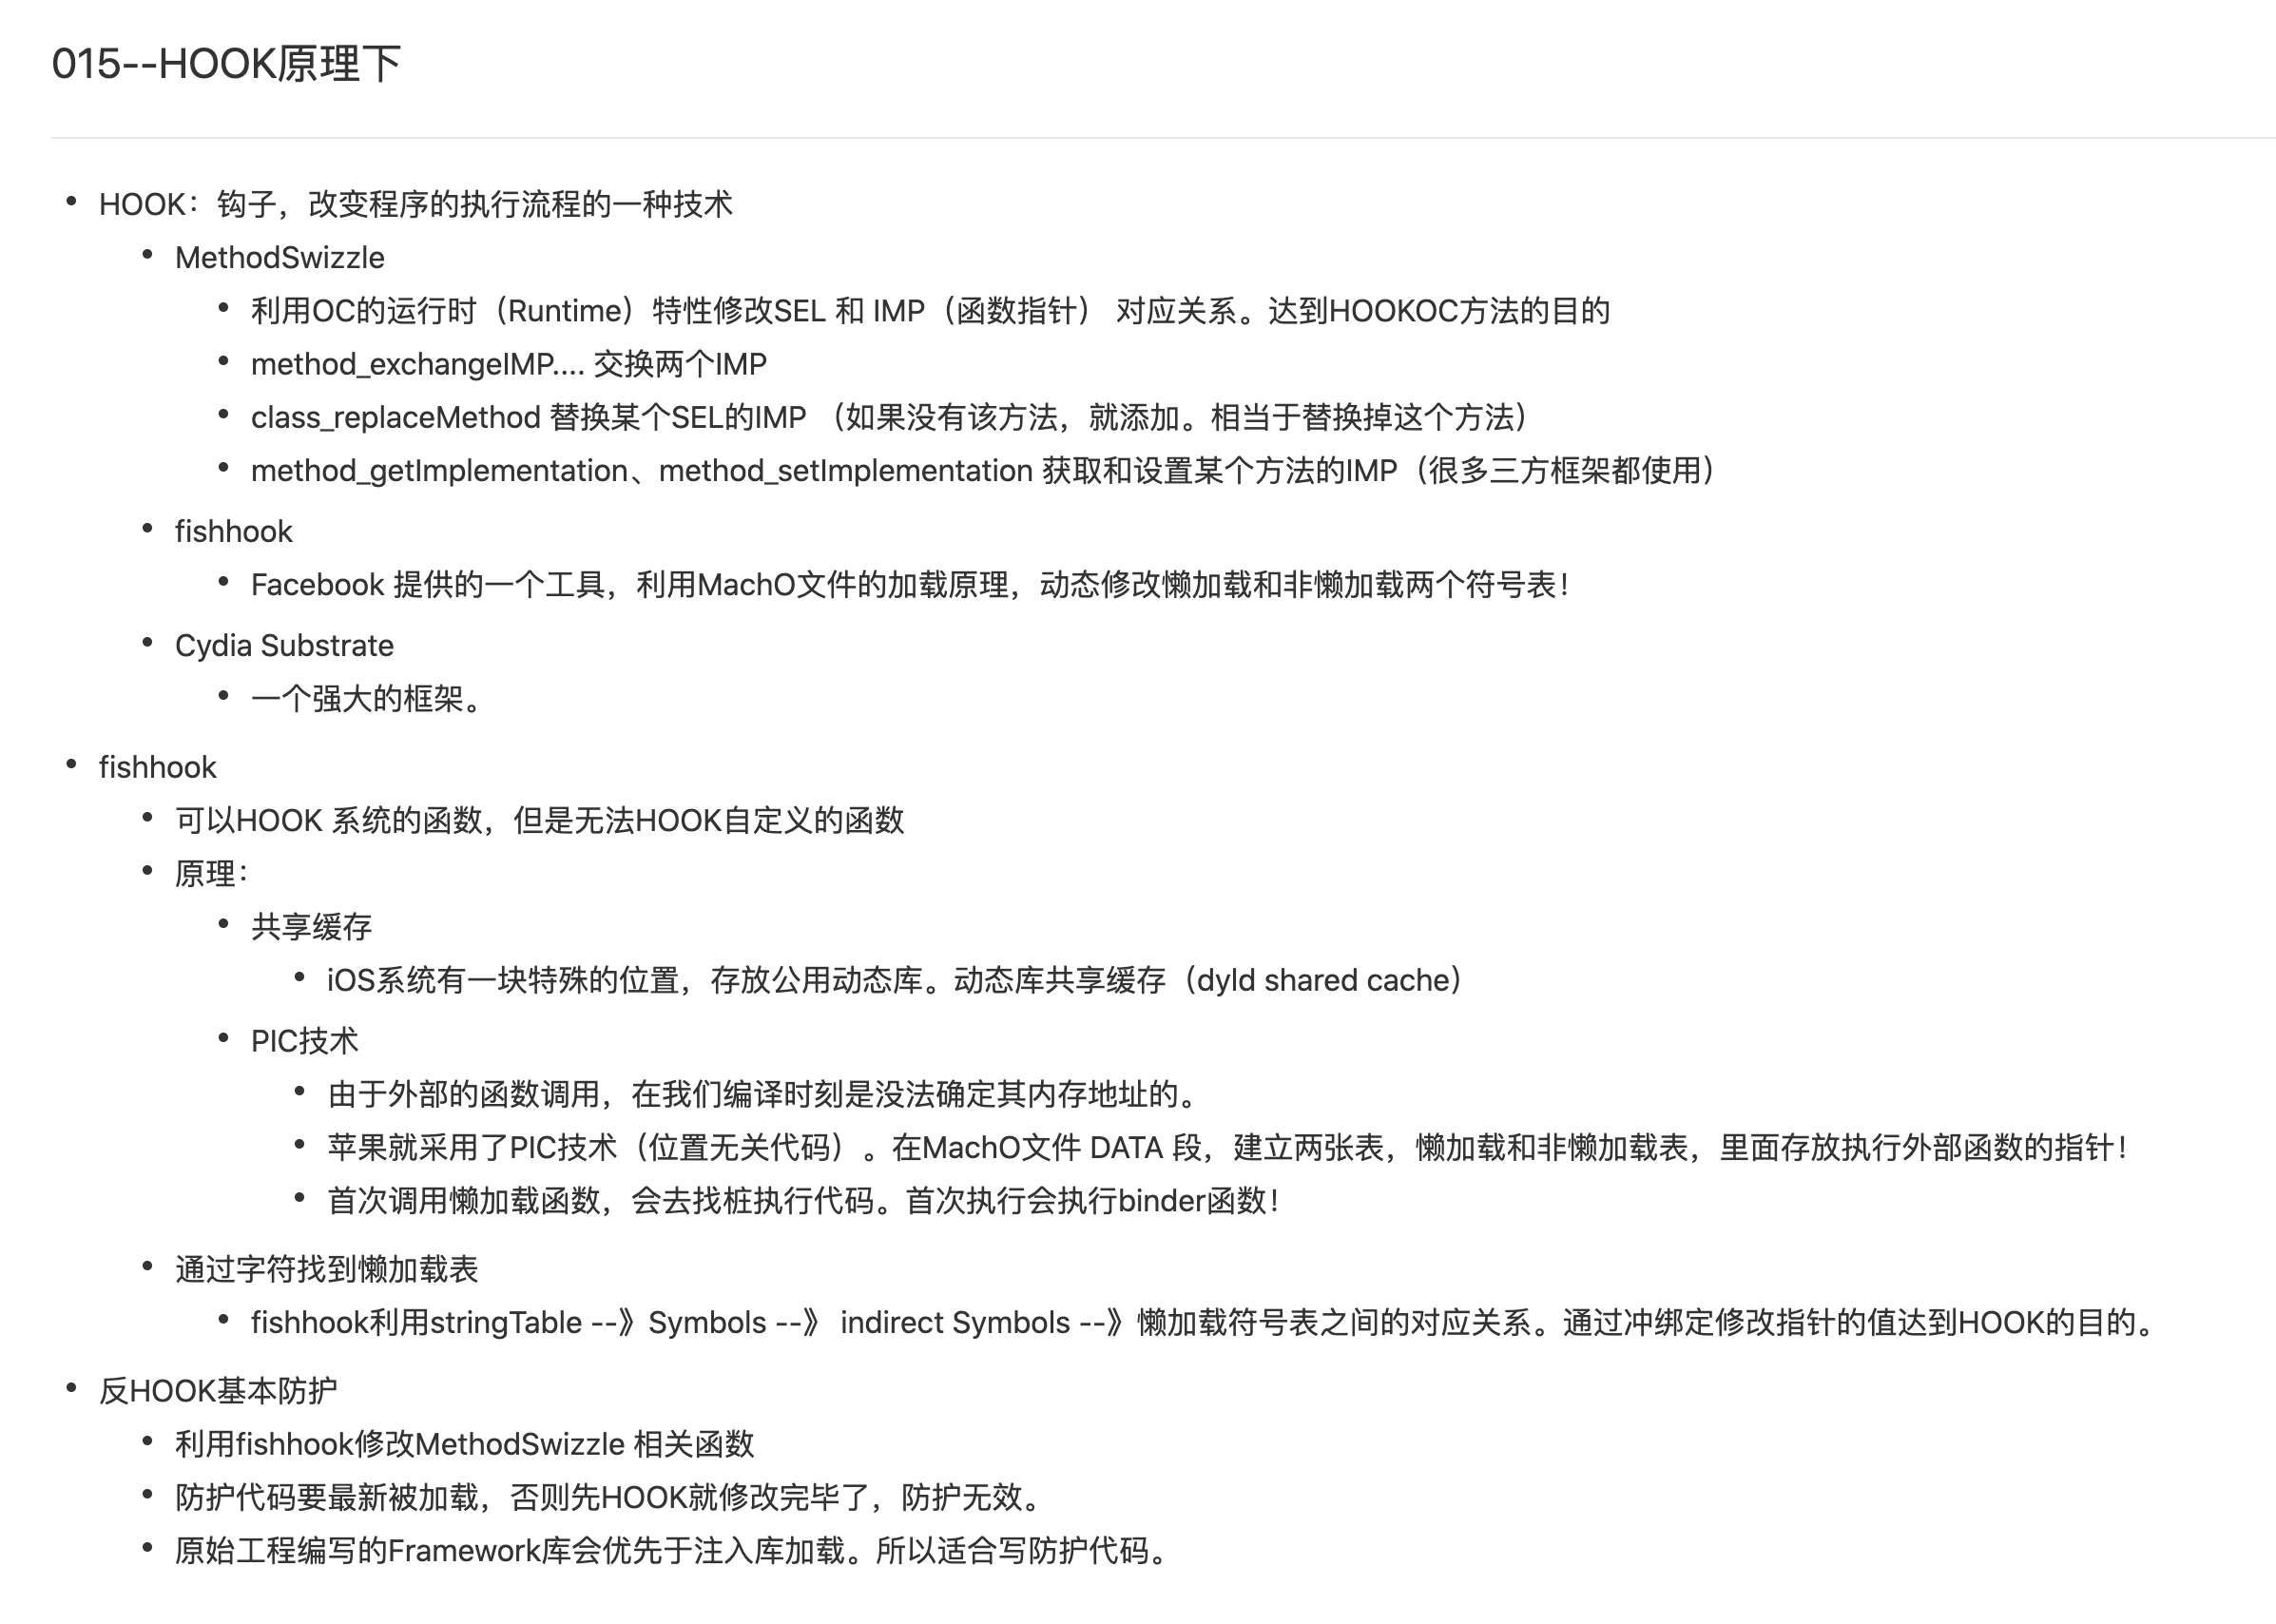 015--HOOK原理下
HOOK：钩子，改变程序的执行流程的一种技术
MethodSwizzle
利用OC的运行时（Runtime）特性修改SEL 和 IMP（函数指针） 对应关系。达到HOOKOC方法的目的
method_exchangeIMP.... 交换两个IMP
class_replaceMethod 替换某个SEL的IMP （如果没有该方法，就添加。相当于替换掉这个方法）
method_getImplementation、method_setImplementation 获取和设置某个方法的IMP（很多三方框架都使用）
fishhook
Facebook 提供的一个工具，利用MachO文件的加载原理，动态修改懒加载和非懒加载两个符号表！
Cydia Substrate
一个强大的框架。
fishhook
可以HOOK 系统的函数，但是无法HOOK自定义的函数
原理：
共享缓存
iOS系统有一块特殊的位置，存放公用动态库。动态库共享缓存（dyld shared cache）
PIC技术
由于外部的函数调用，在我们编译时刻是没法确定其内存地址的。
苹果就采用了PIC技术（位置无关代码）。在MachO文件 DATA 段，建立两张表，懒加载和非懒加载表，里面存放执行外部函数的指针！
首次调用懒加载函数，会去找桩执行代码。首次执行会执行binder函数！
通过字符找到懒加载表
fishhook利用stringTable --》Symbols --》 indirect Symbols --》懒加载符号表之间的对应关系。通过冲绑定修改指针的值达到HOOK的目的。
反HOOK基本防护
利用fishhook修改MethodSwizzle 相关函数
防护代码要最新被加载，否则先HOOK就修改完毕了，防护无效。
原始工程编写的Framework库会优先于注入库加载。所以适合写防护代码。